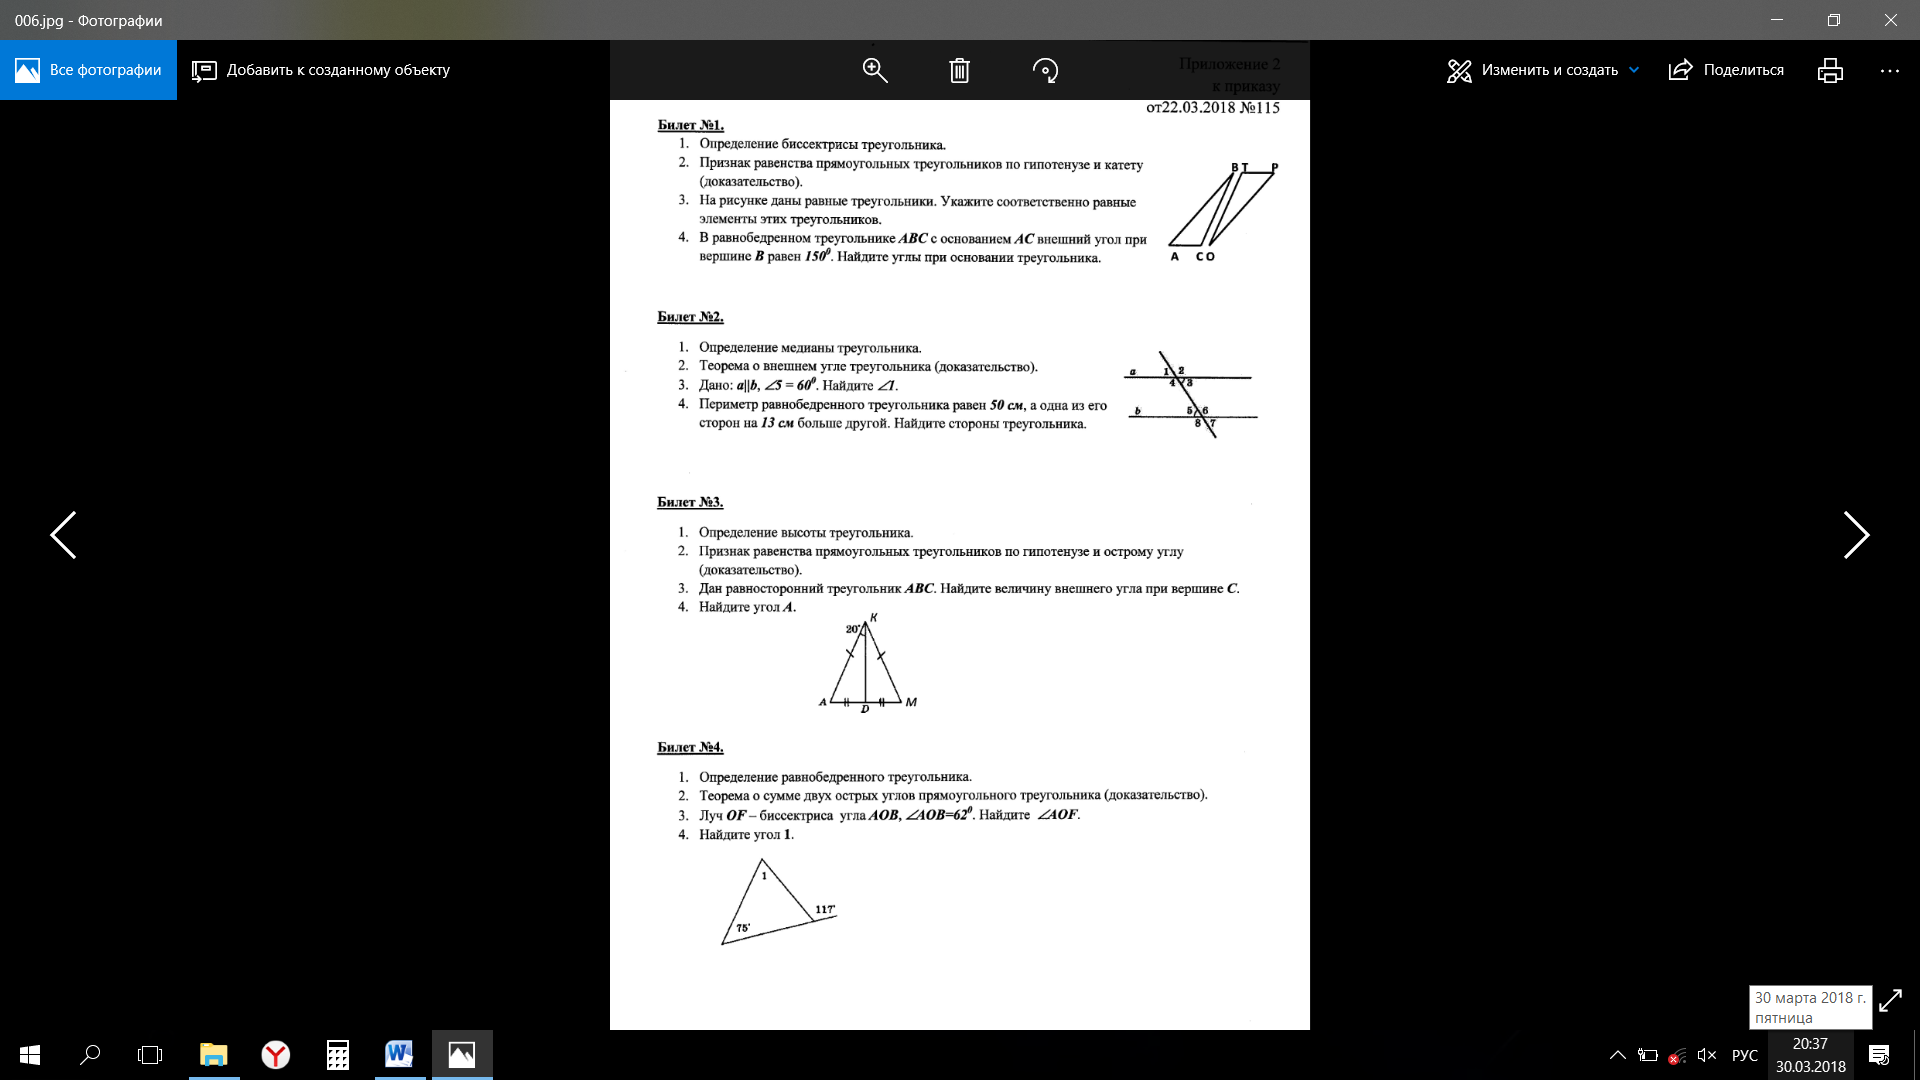 006.jpg - Фотографии
Все фотографии
Добавить к созданному объекту
Изменить и создать
Поделиться
Приложение 2
к приказу
от22.03.2018 №115
Билет №1.
1. Определение биссектрисы треугольника.
2. Признак равенства прямоугольных треугольников по гипотенузе и катету
(доказательство).
3. На рисунке даны равные треугольники. Укажите соответственно равные
элементы этих треугольников.
4. В равнобедренном треугольнике ABC с основанием AC внешний угол при
вершине B равен 150⁰. Найдите углы при основании треугольника.
B T P
A C O
Билет №2.
1. Определение медианы треугольника.
2. Теорема о внешнем угле треугольника (доказательство).
3. Дано: a||b, ∠5 = 60⁰. Найдите ∠1.
4. Периметр равнобедренного треугольника равен 50 см, а одна из его
сторон на 13 см больше другой. Найдите стороны треугольника.
a 1 2
4 3
b 5 6
8 7
Билет №3.
1. Определение высоты треугольника.
2. Признак равенства прямоугольных треугольников по гипотенузе и острому углу
(доказательство).
3. Дан равносторонний треугольник ABC. Найдите величину внешнего угла при вершине C.
4. Найдите угол A.
K
20°
A D M
Билет №4.
1. Определение равнобедренного треугольника.
2. Теорема о сумме двух острых углов прямоугольного треугольника (доказательство).
3. Луч OF – биссектриса угла AOB, ∠AOB=62⁰. Найдите ∠AOF.
4. Найдите угол 1.
1
117°
75°
30 марта 2018 г.
пятница
РУС
20:37
30.03.2018